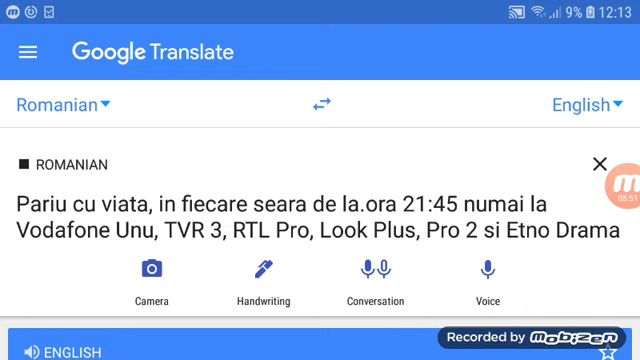 9% 12:13
Google Translate
Romanian English
ROMANIAN
Pariu cu viata, in fiecare seara de la.ora 21:45 numai la
Vodafone Unu, TVR 3, RTL Pro, Look Plus, Pro 2 si Etno Drama
05:51
Camera Handwriting Conversation Voice
Recorded by MOBIZEN
ENGLISH